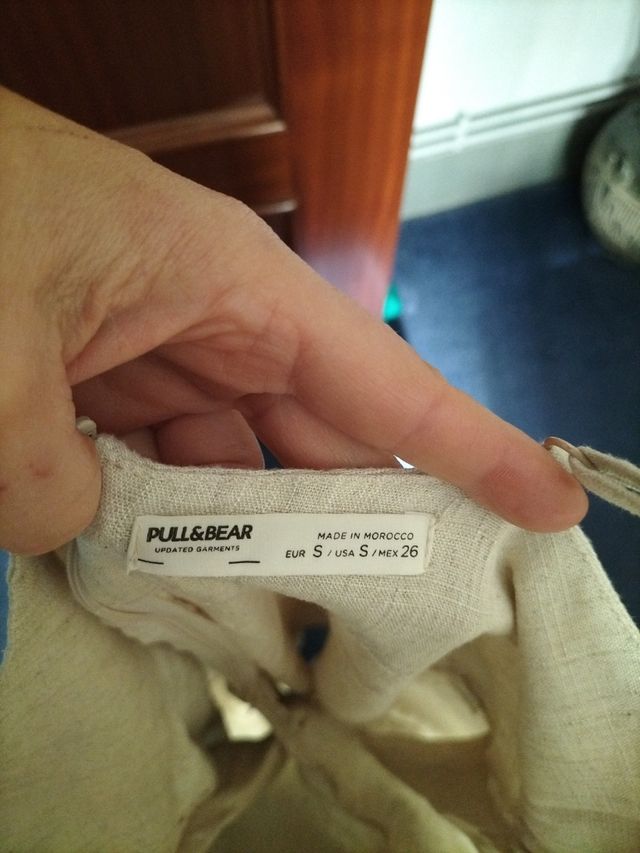 PULL&BEAR
UPDATED GARMENTS
MADE IN MOROCCO
EUR S / USA S / MEX 26